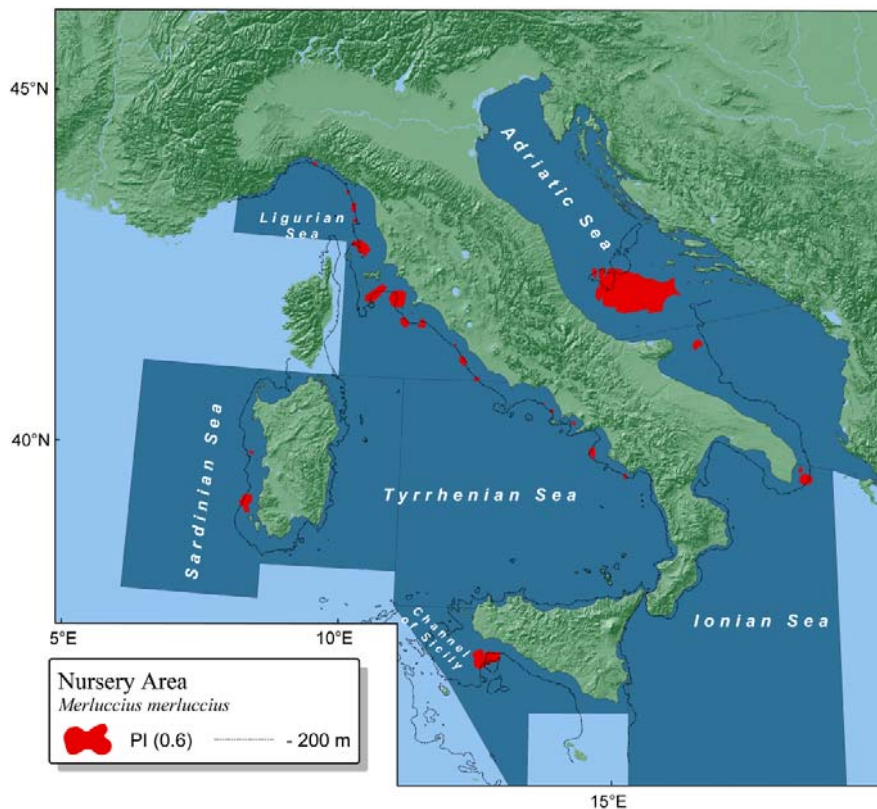 45°N
Adriatic Sea
Ligurian
Sea
40°N
Sardinian Sea
Tyrrhenian Sea
Channel
of Sicily
Ionian Sea
5°E
10°E
15°E
Nursery Area
Merluccius merluccius
PI (0.6) - 200 m